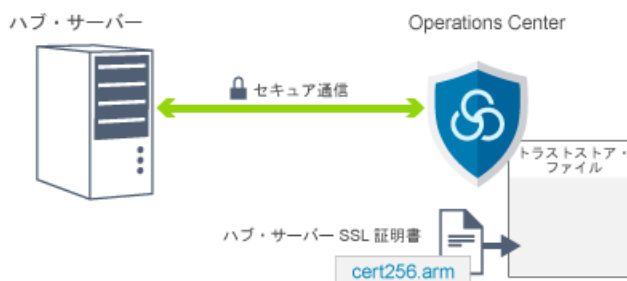 ハブ・サーバー
Operations Center
セキュア通信
トラストストア・
ファイル
ハブ・サーバー SSL 証明書
cert256.arm